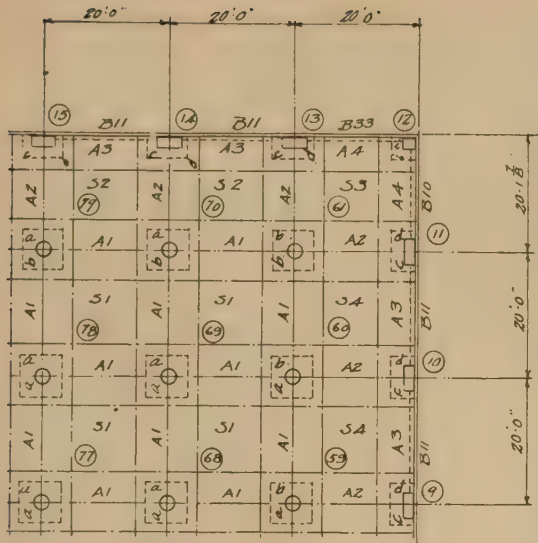 20'0" 20'0" 20'0"
15 B11 14 B11 13 B33 12
A3 A3 A4
A2 S2 A2 S2 A2 S3 A4 B10 20'1 7/8
79 70 61
a a b d 11
A1 A1 A2
b b b c
A1 S1 A1 S1 A1 S4 A3 B11 20'0"
78 69 60
a a b d 10
A1 A1 A2
a a a c
A1 S1 A1 S1 A1 S4 A3 B11 20'0"
77 68 59
a a b d 9
A1 A1 A2
a a a c